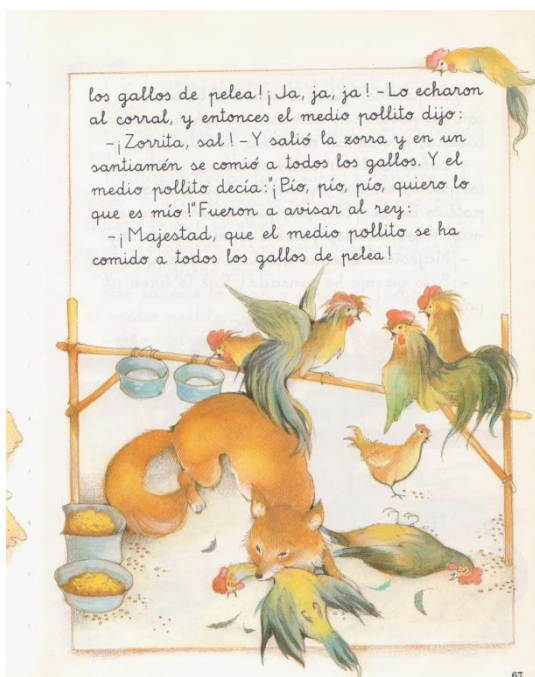 los gallos de pelea! ¡Ja, ja, ja! - Lo echaron
al corral, y entonces el medio pollito dijo:
- ¡Zorrita, sal! - Y salió la zorra y en un
santiamén se comió a todos los gallos. Y el
medio pollito decía: "¡Pío, pío, pío, quiero lo
que es mío!" Fueron a avisar al rey:
- ¡Majestad, que el medio pollito se ha
comido a todos los gallos de pelea!
67